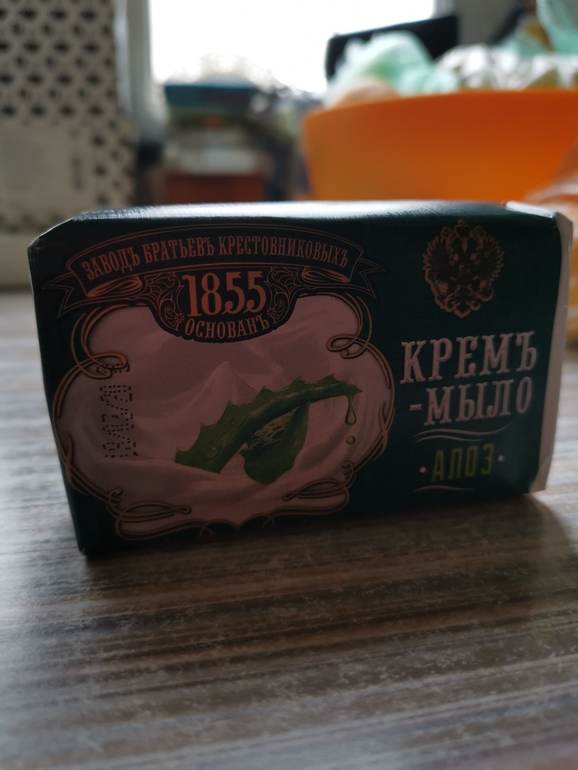 ЗАВОДЪ БРАТЬЕВЪ КРЕСТОВНИКОВЫХЪ
1855
ОСНОВАНЪ
КРЕМЪ
-МЫЛО
·АЛОЭ·